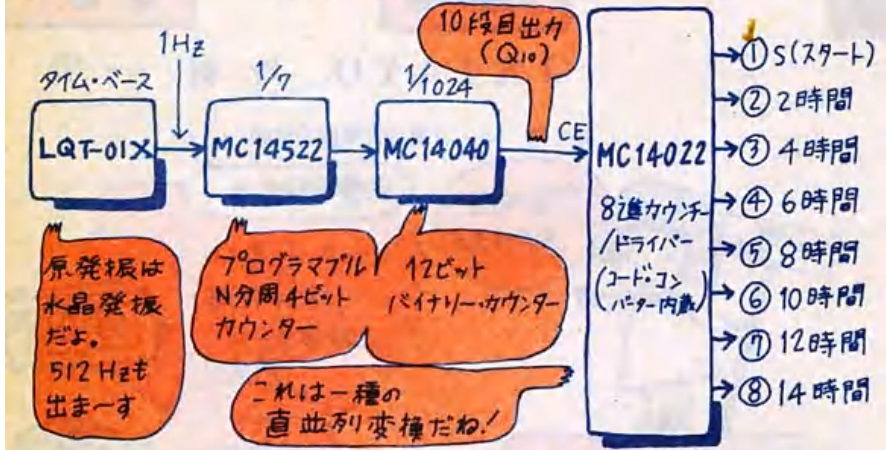 10段目出力
(Q10)
1Hz
タイム・ベース
1/7
1/1024
LQT-01X
MC14522
MC14040
CE
MC14022
8進カウンター
/ドライバー
(コード・コン
バーター内蔵)
①S(スタート)
②2時間
③4時間
④6時間
⑤8時間
⑥10時間
⑦12時間
⑧14時間
原発振は
水晶発振
だよ。
512Hzも
出ま〜す
プログラマブル
N分周4ビット
カウンター
12ビット
バイナリー・カウンター
これは一種の
直並列変換だね!